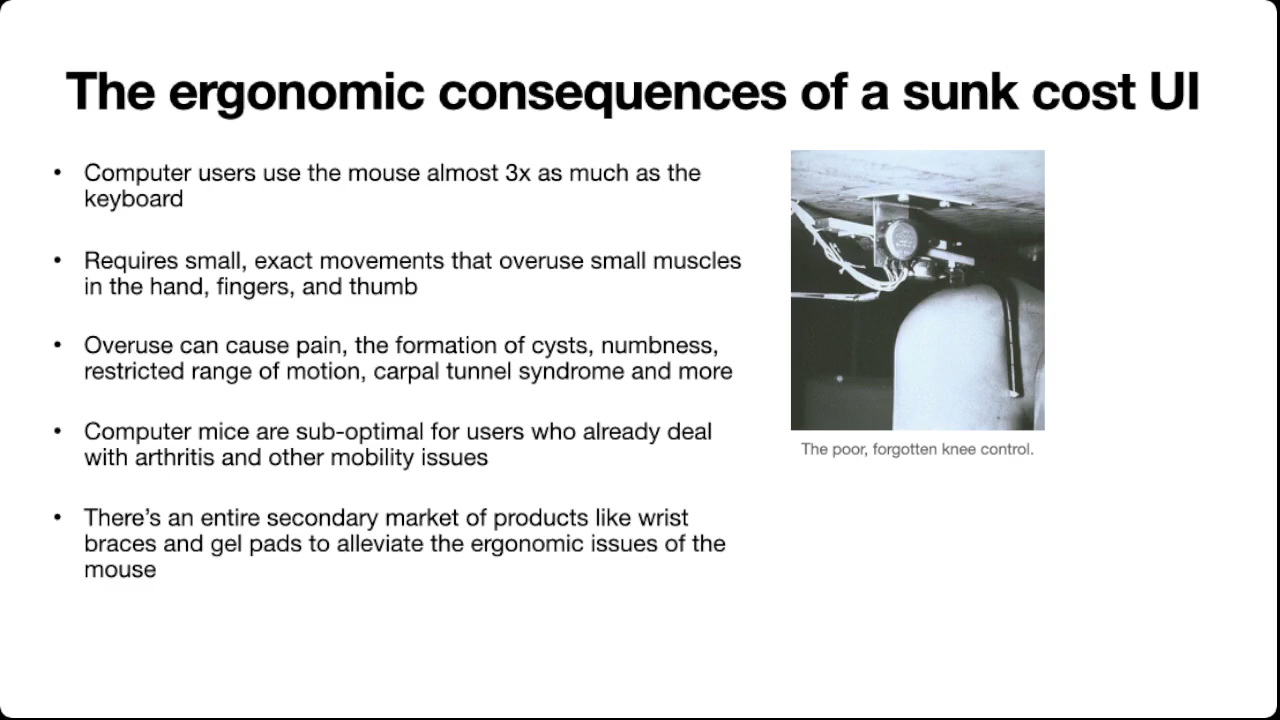 The ergonomic consequences of a sunk cost UI
• Computer users use the mouse almost 3x as much as the
keyboard
• Requires small, exact movements that overuse small muscles
in the hand, fingers, and thumb
• Overuse can cause pain, the formation of cysts, numbness,
restricted range of motion, carpal tunnel syndrome and more
• Computer mice are sub-optimal for users who already deal
with arthritis and other mobility issues
• There’s an entire secondary market of products like wrist
braces and gel pads to alleviate the ergonomic issues of the
mouse
The poor, forgotten knee control.